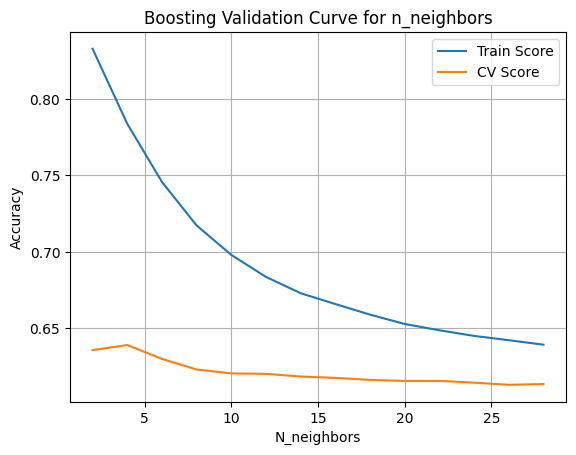 Boosting Validation Curve for n_neighbors
Train Score
CV Score
0.80
0.75
0.70
0.65
Accuracy
5 10 15 20 25
N_neighbors